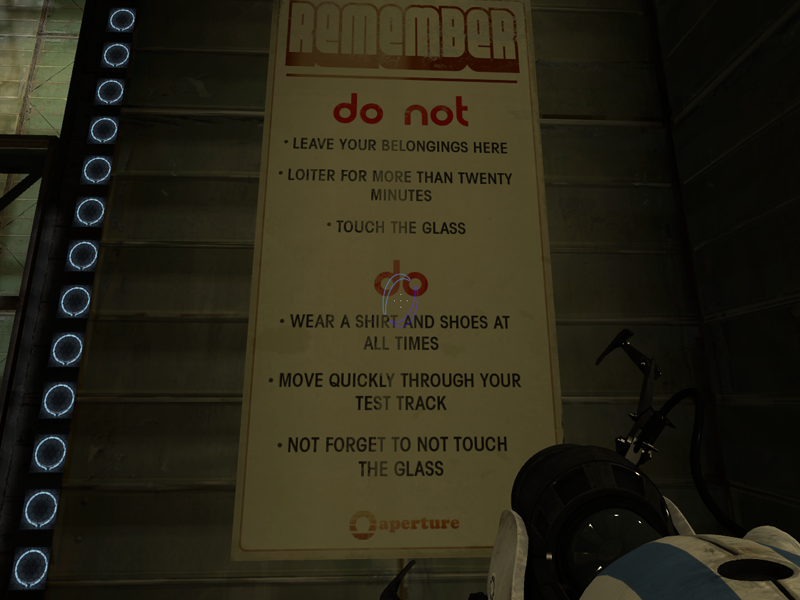 REMEMBER
do not
• LEAVE YOUR BELONGINGS HERE
• LOITER FOR MORE THAN TWENTY
MINUTES
• TOUCH THE GLASS
do
• WEAR A SHIRT AND SHOES AT
ALL TIMES
• MOVE QUICKLY THROUGH YOUR
TEST TRACK
• NOT FORGET TO NOT TOUCH
THE GLASS
aperture